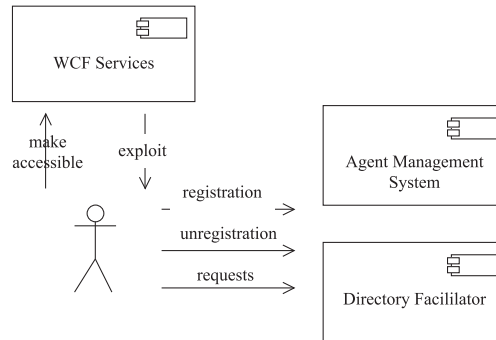 WCF Services
make
accessible
exploit
registration
unregistration
requests
Agent Management
System
Directory Facililator